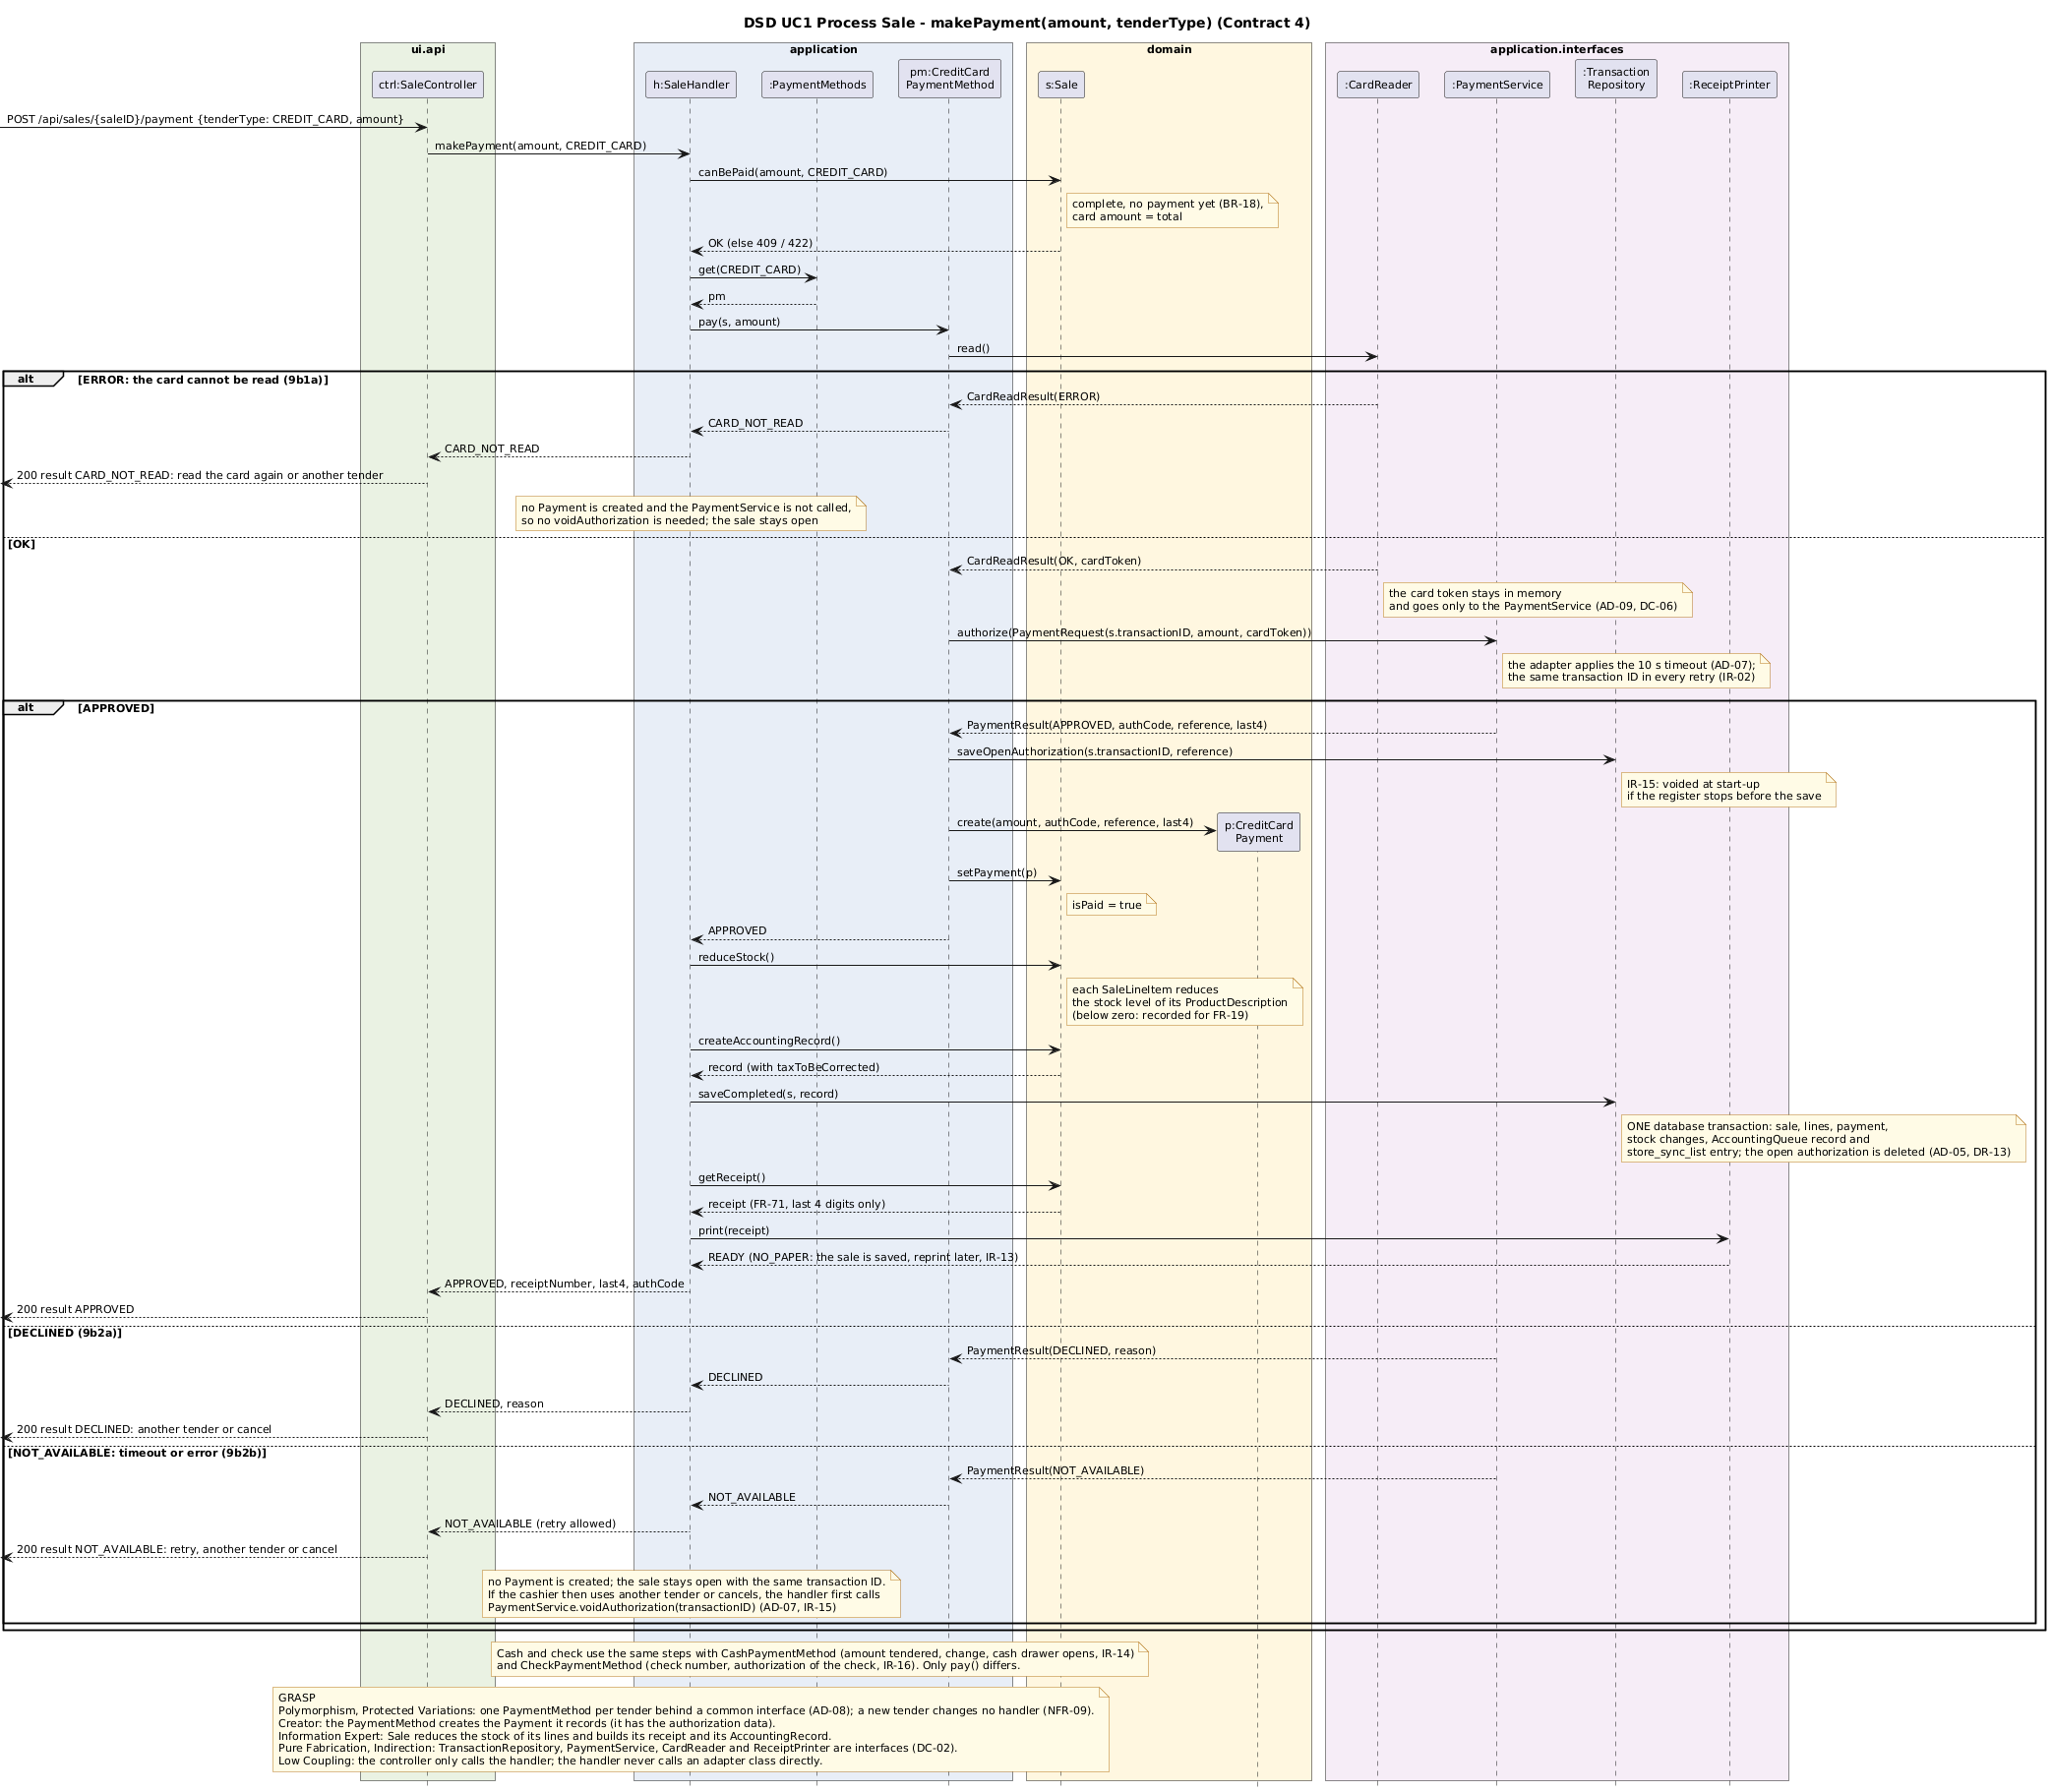 DSD UC1 Process Sale - makePayment(amount, tenderType) (Contract 4)
ui.api
application
domain
application.interfaces
ctrl:SaleController
h:SaleHandler
:PaymentMethods
pm:CreditCard
PaymentMethod
s:Sale
:CardReader
:PaymentService
:Transaction
Repository
:ReceiptPrinter
POST /api/sales/{saleID}/payment {tenderType: CREDIT_CARD, amount}
makePayment(amount, CREDIT_CARD)
canBePaid(amount, CREDIT_CARD)
complete, no payment yet (BR-18),
card amount = total
OK (else 409 / 422)
get(CREDIT_CARD)
pm
pay(s, amount)
read()
alt
[ERROR: the card cannot be read (9b1a)]
CardReadResult(ERROR)
CARD_NOT_READ
CARD_NOT_READ
200 result CARD_NOT_READ: read the card again or another tender
no Payment is created and the PaymentService is not called,
so no voidAuthorization is needed; the sale stays open
[OK]
CardReadResult(OK, cardToken)
the card token stays in memory
and goes only to the PaymentService (AD-09, DC-06)
authorize(PaymentRequest(s.transactionID, amount, cardToken))
the adapter applies the 10 s timeout (AD-07);
the same transaction ID in every retry (IR-02)
alt
[APPROVED]
PaymentResult(APPROVED, authCode, reference, last4)
saveOpenAuthorization(s.transactionID, reference)
IR-15: voided at start-up
if the register stops before the save
create(amount, authCode, reference, last4)
p:CreditCard
Payment
setPayment(p)
isPaid = true
APPROVED
reduceStock()
each SaleLineItem reduces
the stock level of its ProductDescription
(below zero: recorded for FR-19)
createAccountingRecord()
record (with taxToBeCorrected)
saveCompleted(s, record)
ONE database transaction: sale, lines, payment,
stock changes, AccountingQueue record and
store_sync_list entry; the open authorization is deleted (AD-05, DR-13)
getReceipt()
receipt (FR-71, last 4 digits only)
print(receipt)
READY (NO_PAPER: the sale is saved, reprint later, IR-13)
APPROVED, receiptNumber, last4, authCode
200 result APPROVED
[DECLINED (9b2a)]
PaymentResult(DECLINED, reason)
DECLINED
DECLINED, reason
200 result DECLINED: another tender or cancel
[NOT_AVAILABLE: timeout or error (9b2b)]
PaymentResult(NOT_AVAILABLE)
NOT_AVAILABLE
NOT_AVAILABLE (retry allowed)
200 result NOT_AVAILABLE: retry, another tender or cancel
no Payment is created; the sale stays open with the same transaction ID.
If the cashier then uses another tender or cancels, the handler first calls
PaymentService.voidAuthorization(transactionID) (AD-07, IR-15)
Cash and check use the same steps with CashPaymentMethod (amount tendered, change, cash drawer opens, IR-14)
and CheckPaymentMethod (check number, authorization of the check, IR-16). Only pay() differs.
GRASP
Polymorphism, Protected Variations: one PaymentMethod per tender behind a common interface (AD-08); a new tender changes no handler (NFR-09).
Creator: the PaymentMethod creates the Payment it records (it has the authorization data).
Information Expert: Sale reduces the stock of its lines and builds its receipt and its AccountingRecord.
Pure Fabrication, Indirection: TransactionRepository, PaymentService, CardReader and ReceiptPrinter are interfaces (DC-02).
Low Coupling: the controller only calls the handler; the handler never calls an adapter class directly.